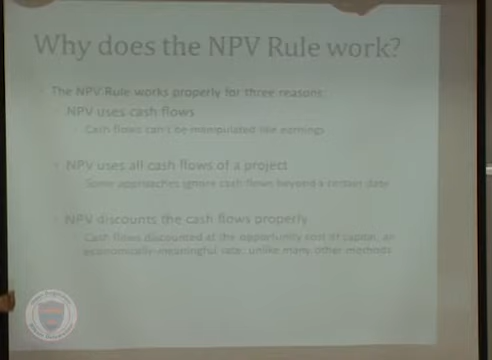 Why does the NPV Rule work?
The NPV Rule works properly for three reasons:
NPV uses cash flows
Cash flows can't be manipulated like earnings
NPV uses all cash flows of a project
Some approaches ignore cash flows beyond a certain date
NPV discounts the cash flows properly
Cash flows discounted at the opportunity cost of capital, an
economically-meaningful rate, unlike many other methods